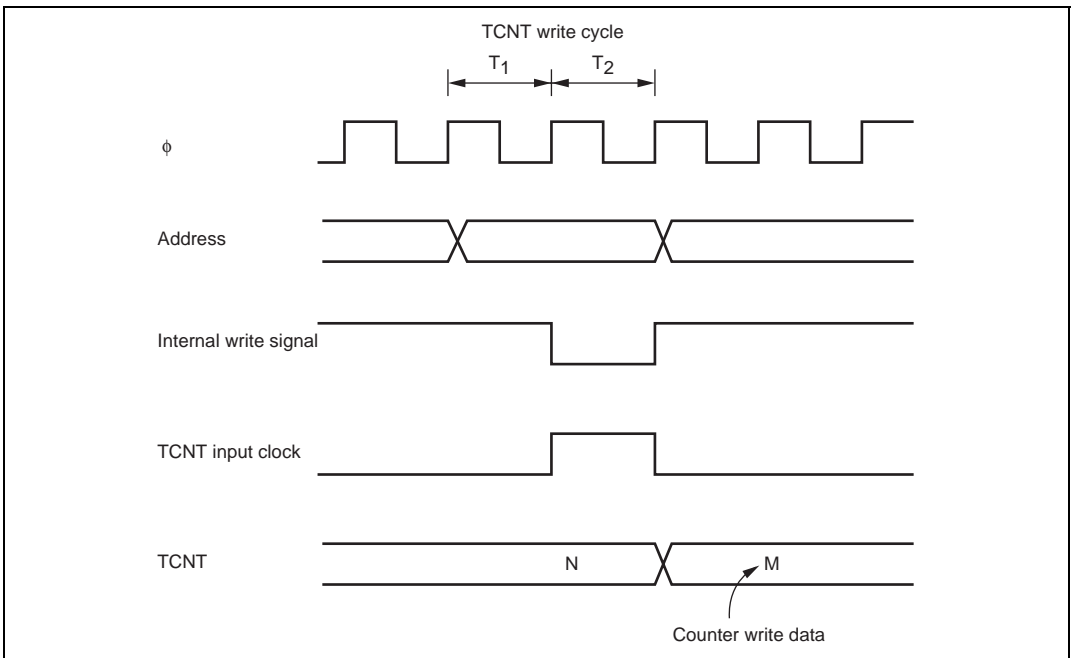 TCNT write cycle
T1 T2
ϕ
Address
Internal write signal
TCNT input clock
TCNT N M
Counter write data